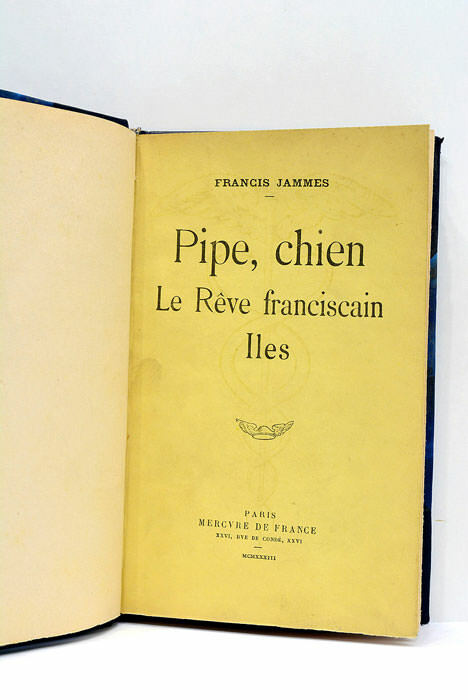 FRANCIS JAMMES
Pipe, chien
Le Rêve franciscain
Iles
PARIS
MERCVRE DE FRANCE
XXVI, RVE DE CONDÉ, XXVI
MCMXXXIII